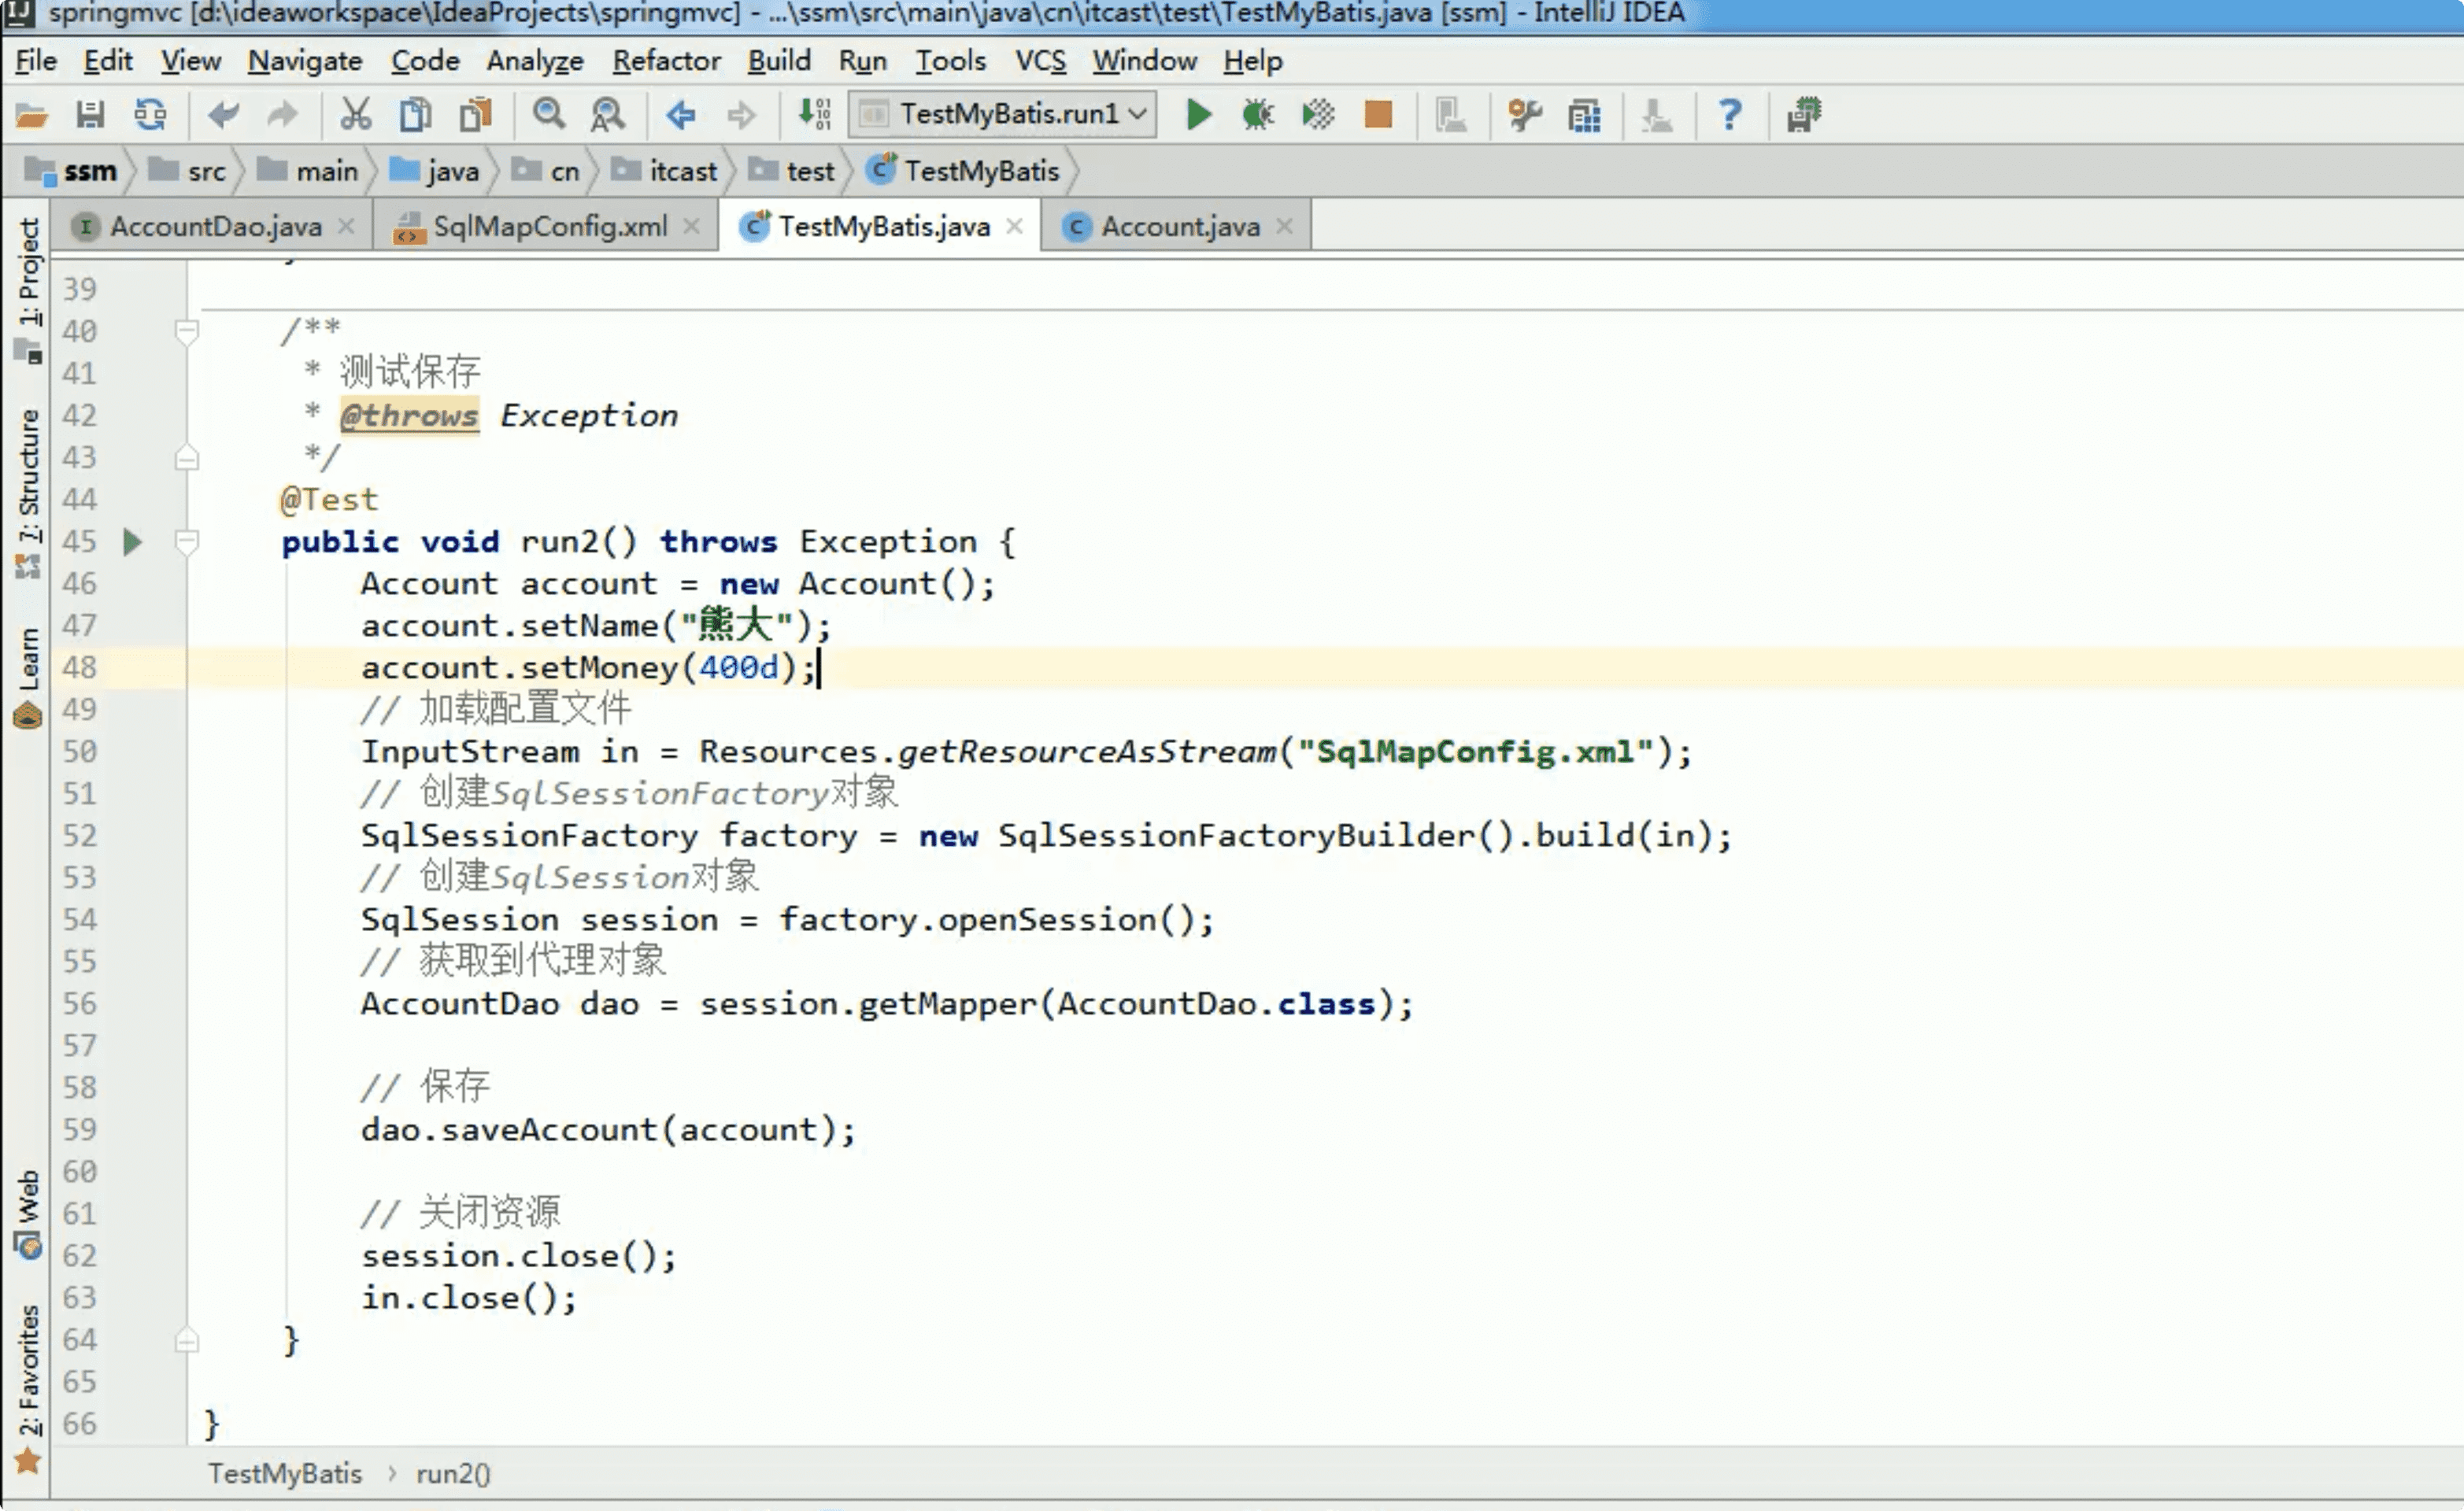 springmvc [d:\ideaworkspace\IdeaProjects\springmvc] - ...\ssm\src\main\java\cn\itcast\test\TestMyBatis.java [ssm] - IntelliJ IDEA
File Edit View Navigate Code Analyze Refactor Build Run Tools VCS Window Help
TestMyBatis.run1
ssm src main java cn itcast test TestMyBatis
AccountDao.java SqlMapConfig.xml TestMyBatis.java Account.java
1: Project
7: Structure
Learn
Web
2: Favorites
39
40 /**
41 * 测试保存
42 * @throws Exception
43 */
44 @Test
45 public void run2() throws Exception {
46 Account account = new Account();
47 account.setName("熊大");
48 account.setMoney(400d);
49 // 加载配置文件
50 InputStream in = Resources.getResourceAsStream("SqlMapConfig.xml");
51 // 创建SqlSessionFactory对象
52 SqlSessionFactory factory = new SqlSessionFactoryBuilder().build(in);
53 // 创建SqlSession对象
54 SqlSession session = factory.openSession();
55 // 获取到代理对象
56 AccountDao dao = session.getMapper(AccountDao.class);
57
58 // 保存
59 dao.saveAccount(account);
60
61 // 关闭资源
62 session.close();
63 in.close();
64 }
65
66 }
TestMyBatis › run2()